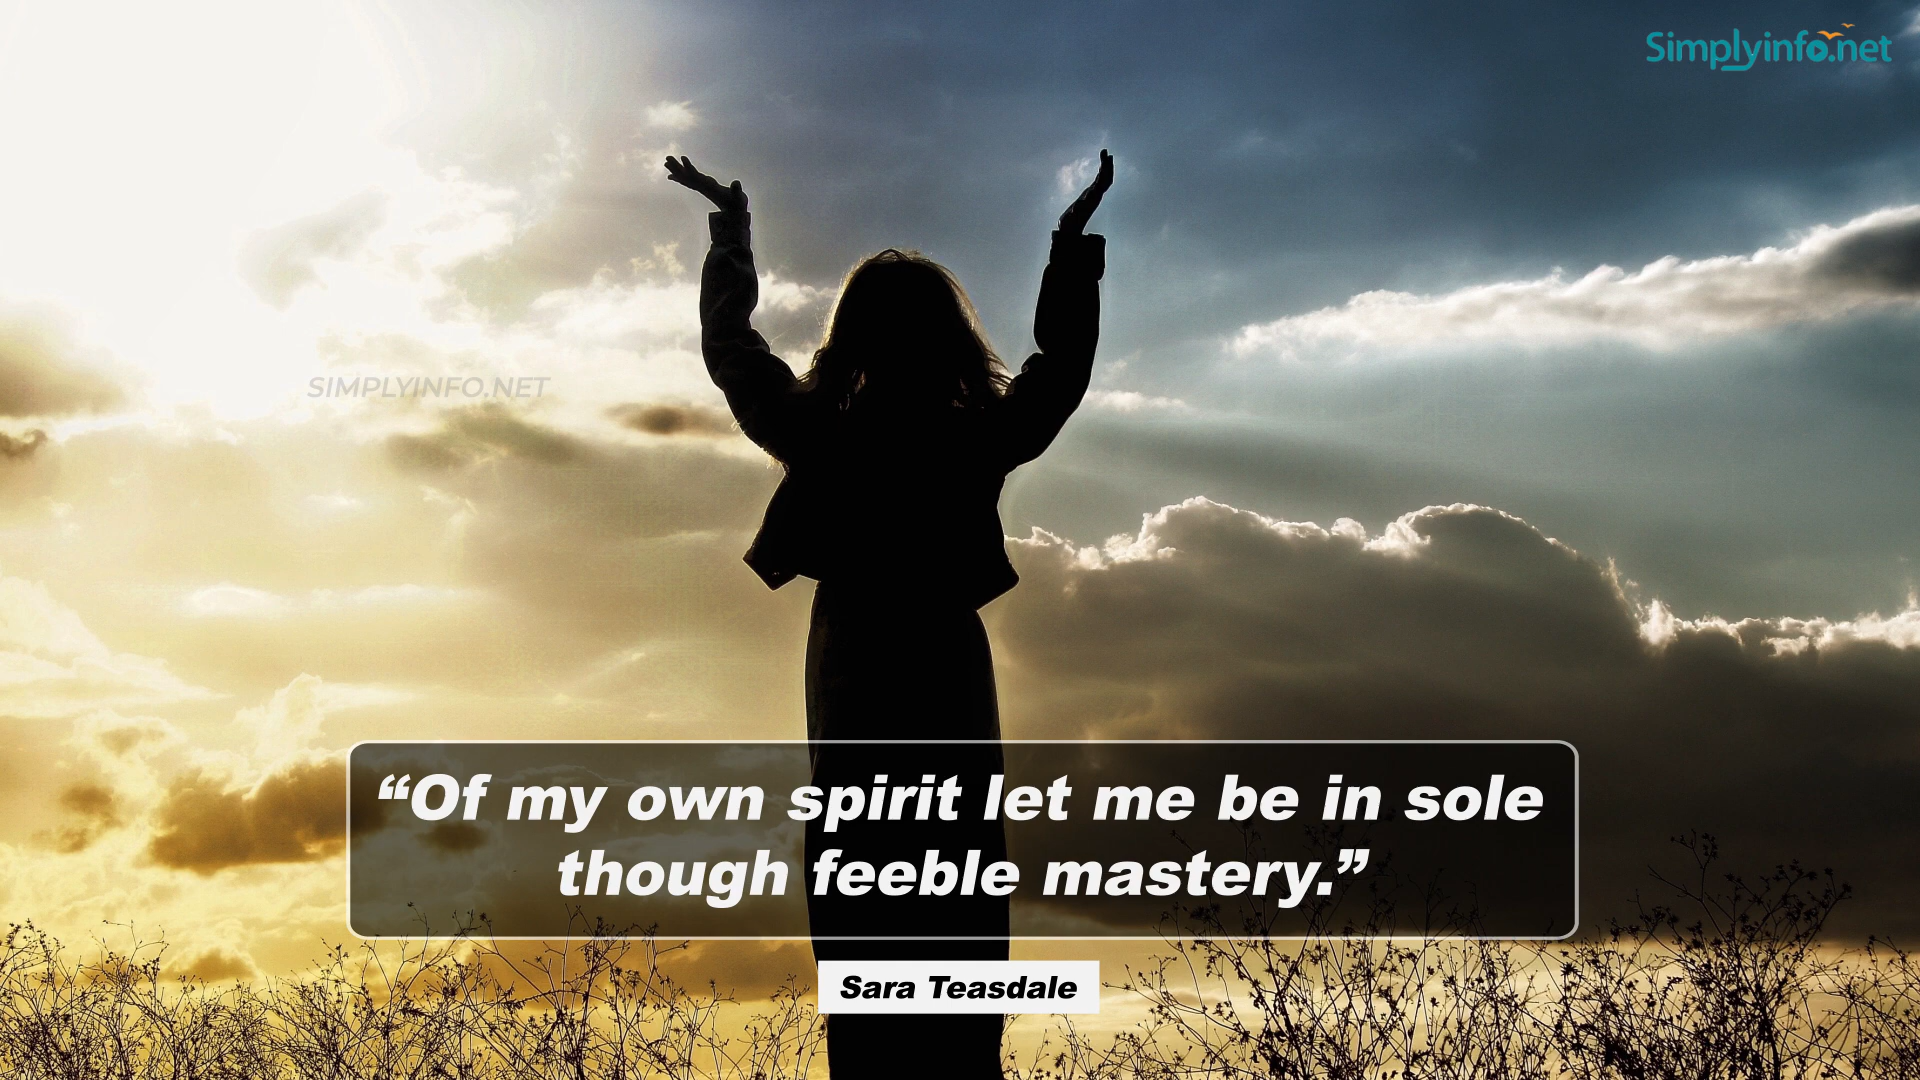 Simplyinfo.net
SIMPLYINFO.NET
“Of my own spirit let me be in sole
though feeble mastery.”
Sara Teasdale